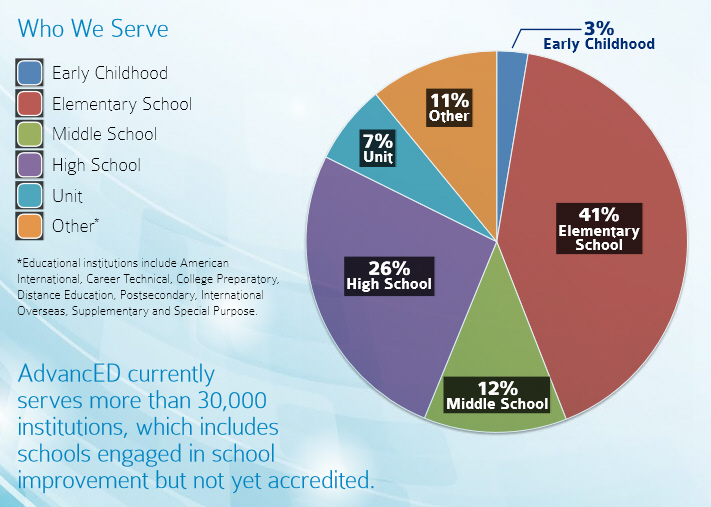 Who We Serve
Early Childhood
Elementary School
Middle School
High School
Unit
Other*
*Educational institutions include American
International, Career Technical, College Preparatory,
Distance Education, Postsecondary, International
Overseas, Supplementary and Special Purpose.
AdvancED currently
serves more than 30,000
institutions, which includes
schools engaged in school
improvement but not yet accredited.
3%
Early Childhood
41%
Elementary
School
12%
Middle School
26%
High School
7%
Unit
11%
Other